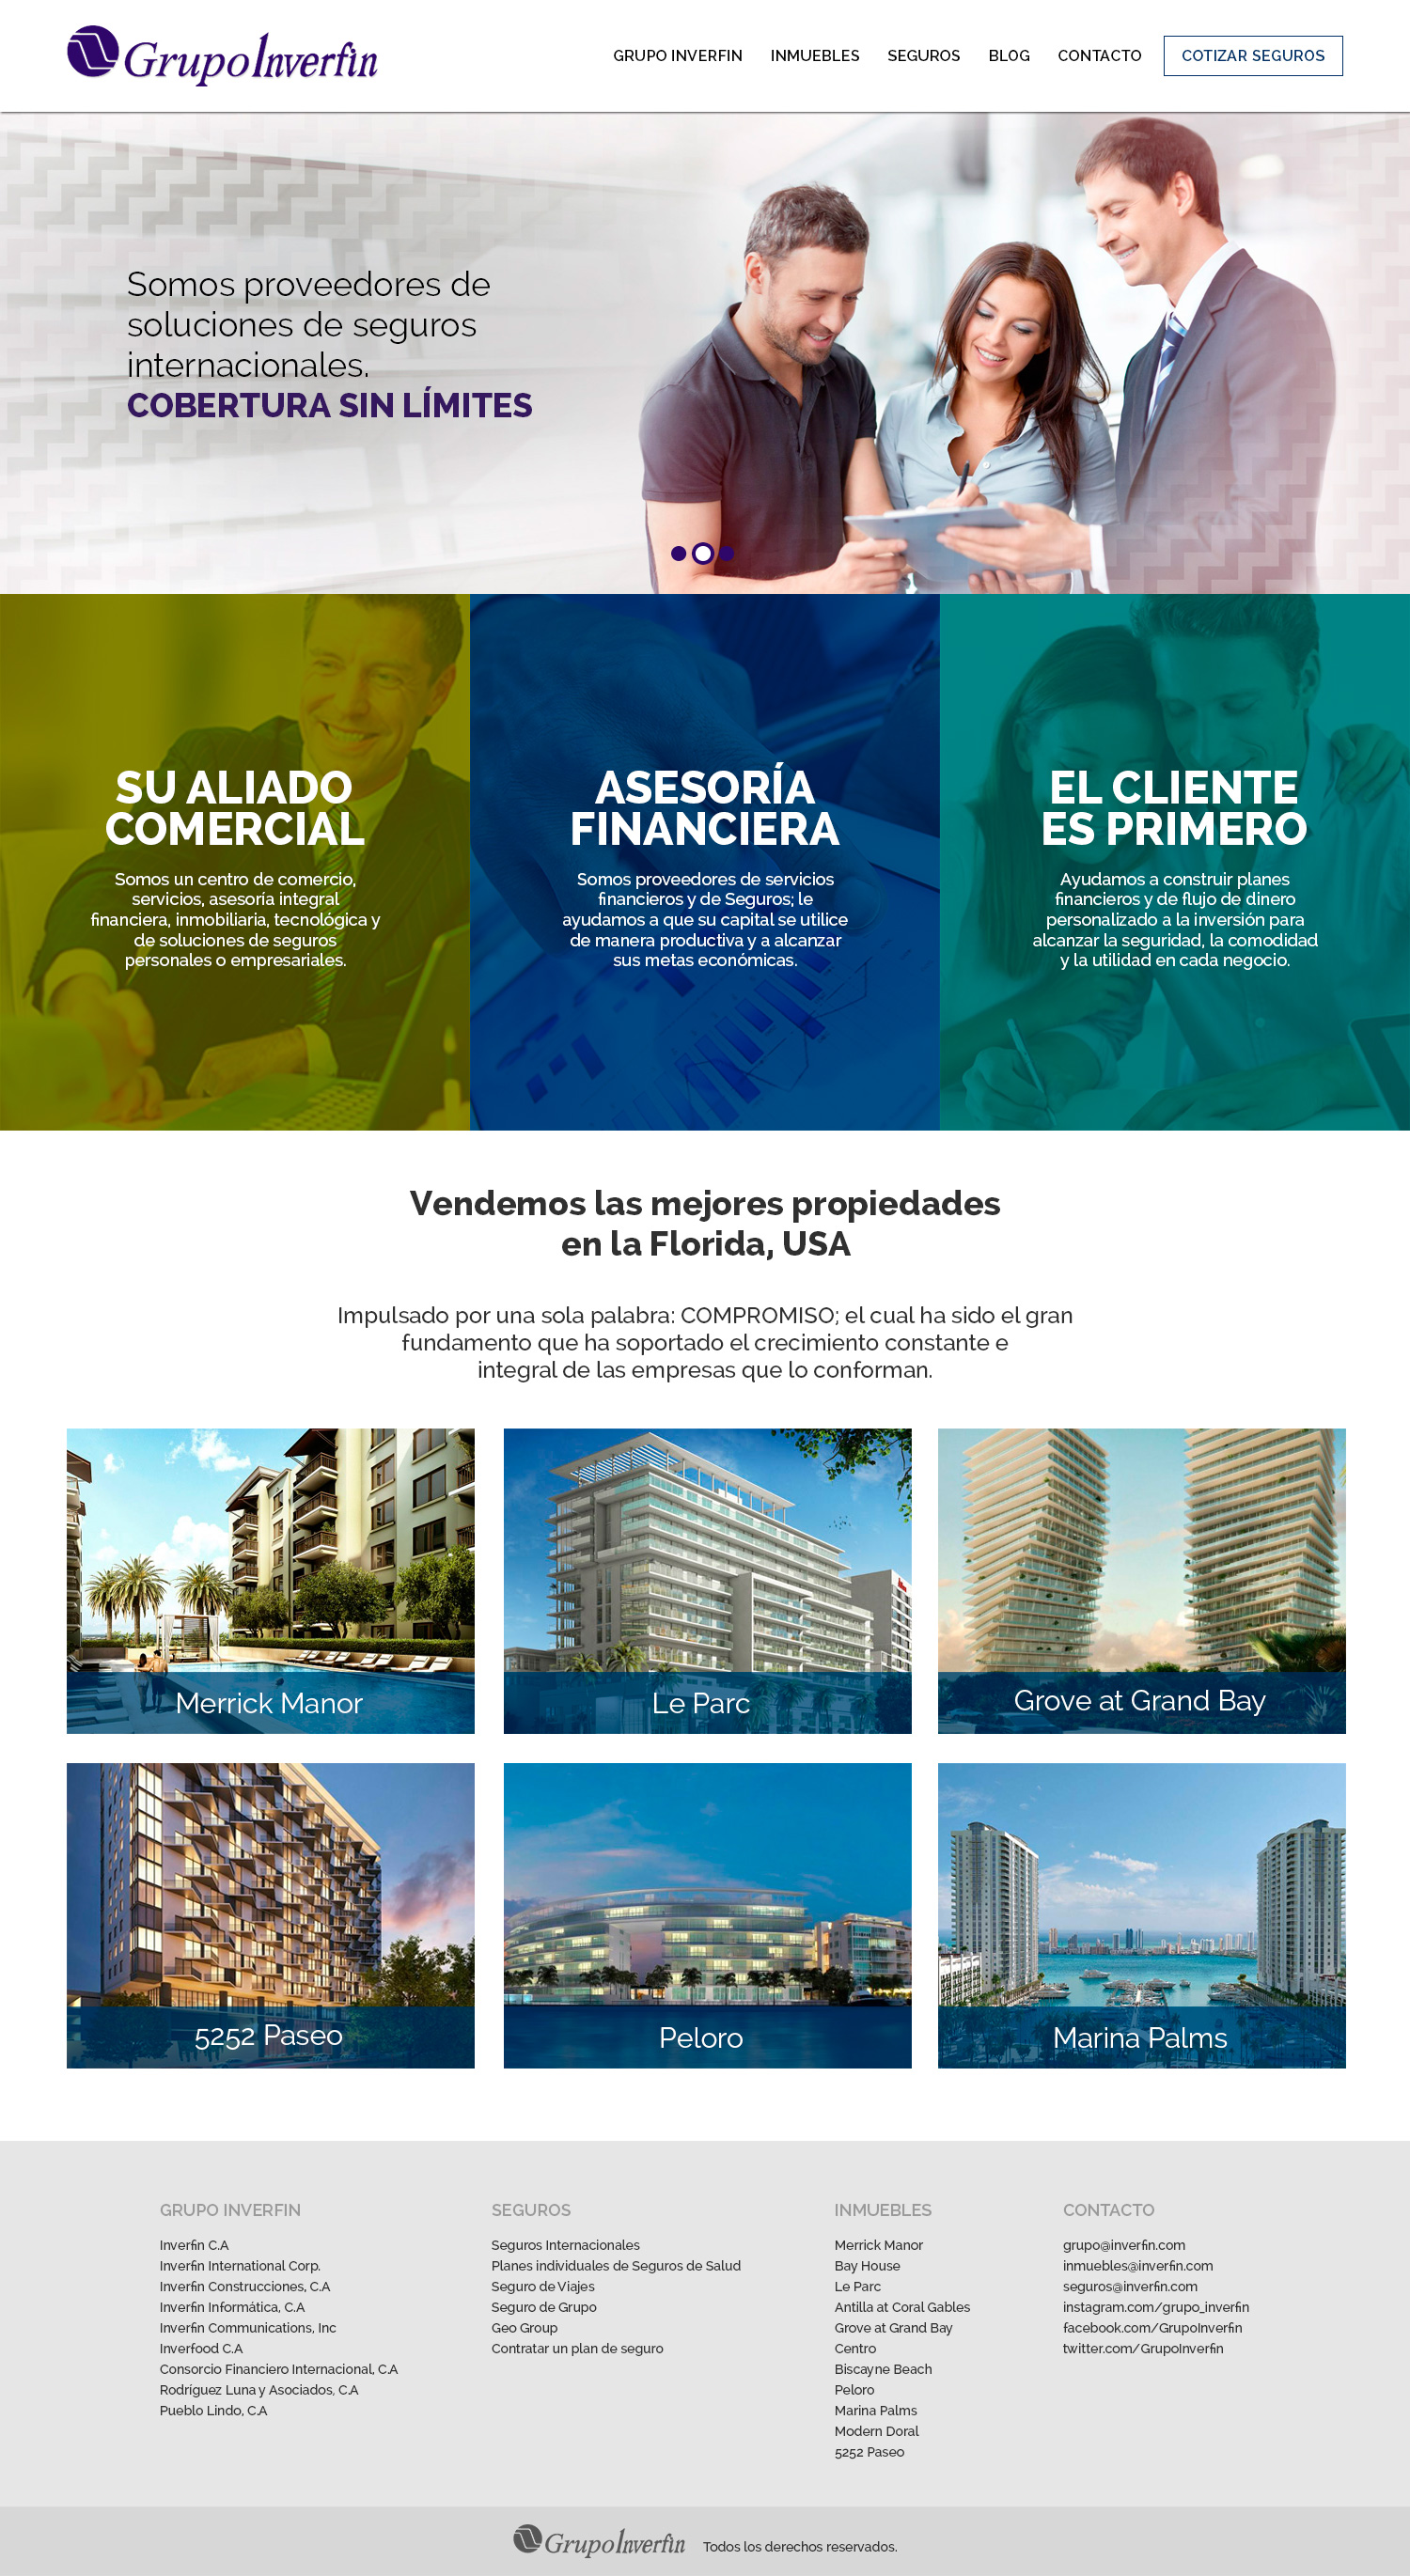 GrupoInverfin
GRUPO INVERFIN INMUEBLES SEGUROS BLOG CONTACTO COTIZAR SEGUROS
Somos proveedores de
soluciones de seguros
internacionales.
COBERTURA SIN LÍMITES
SU ALIADO
COMERCIAL
Somos un centro de comercio,
servicios, asesoría integral
financiera, inmobiliaria, tecnológica y
de soluciones de seguros
personales o empresariales.
ASESORÍA
FINANCIERA
Somos proveedores de servicios
financieros y de Seguros; le
ayudamos a que su capital se utilice
de manera productiva y a alcanzar
sus metas económicas.
EL CLIENTE
ES PRIMERO
Ayudamos a construir planes
financieros y de flujo de dinero
personalizado a la inversión para
alcanzar la seguridad, la comodidad
y la utilidad en cada negocio.
Vendemos las mejores propiedades
en la Florida, USA
Impulsado por una sola palabra: COMPROMISO; el cual ha sido el gran
fundamento que ha soportado el crecimiento constante e
integral de las empresas que lo conforman.
Merrick Manor
Le Parc
Grove at Grand Bay
5252 Paseo
Peloro
Marina Palms
GRUPO INVERFIN
Inverfin C.A
Inverfin International Corp.
Inverfin Construcciones, C.A
Inverfin Informática, C.A
Inverfin Communications, Inc
Inverfood C.A
Consorcio Financiero Internacional, C.A
Rodríguez Luna y Asociados, C.A
Pueblo Lindo, C.A
SEGUROS
Seguros Internacionales
Planes individuales de Seguros de Salud
Seguro de Viajes
Seguro de Grupo
Geo Group
Contratar un plan de seguro
INMUEBLES
Merrick Manor
Bay House
Le Parc
Antilla at Coral Gables
Grove at Grand Bay
Centro
Biscayne Beach
Peloro
Marina Palms
Modern Doral
5252 Paseo
CONTACTO
grupo@inverfin.com
inmuebles@inverfin.com
seguros@inverfin.com
instagram.com/grupo_inverfin
facebook.com/GrupoInverfin
twitter.com/GrupoInverfin
GrupoInverfin Todos los derechos reservados.